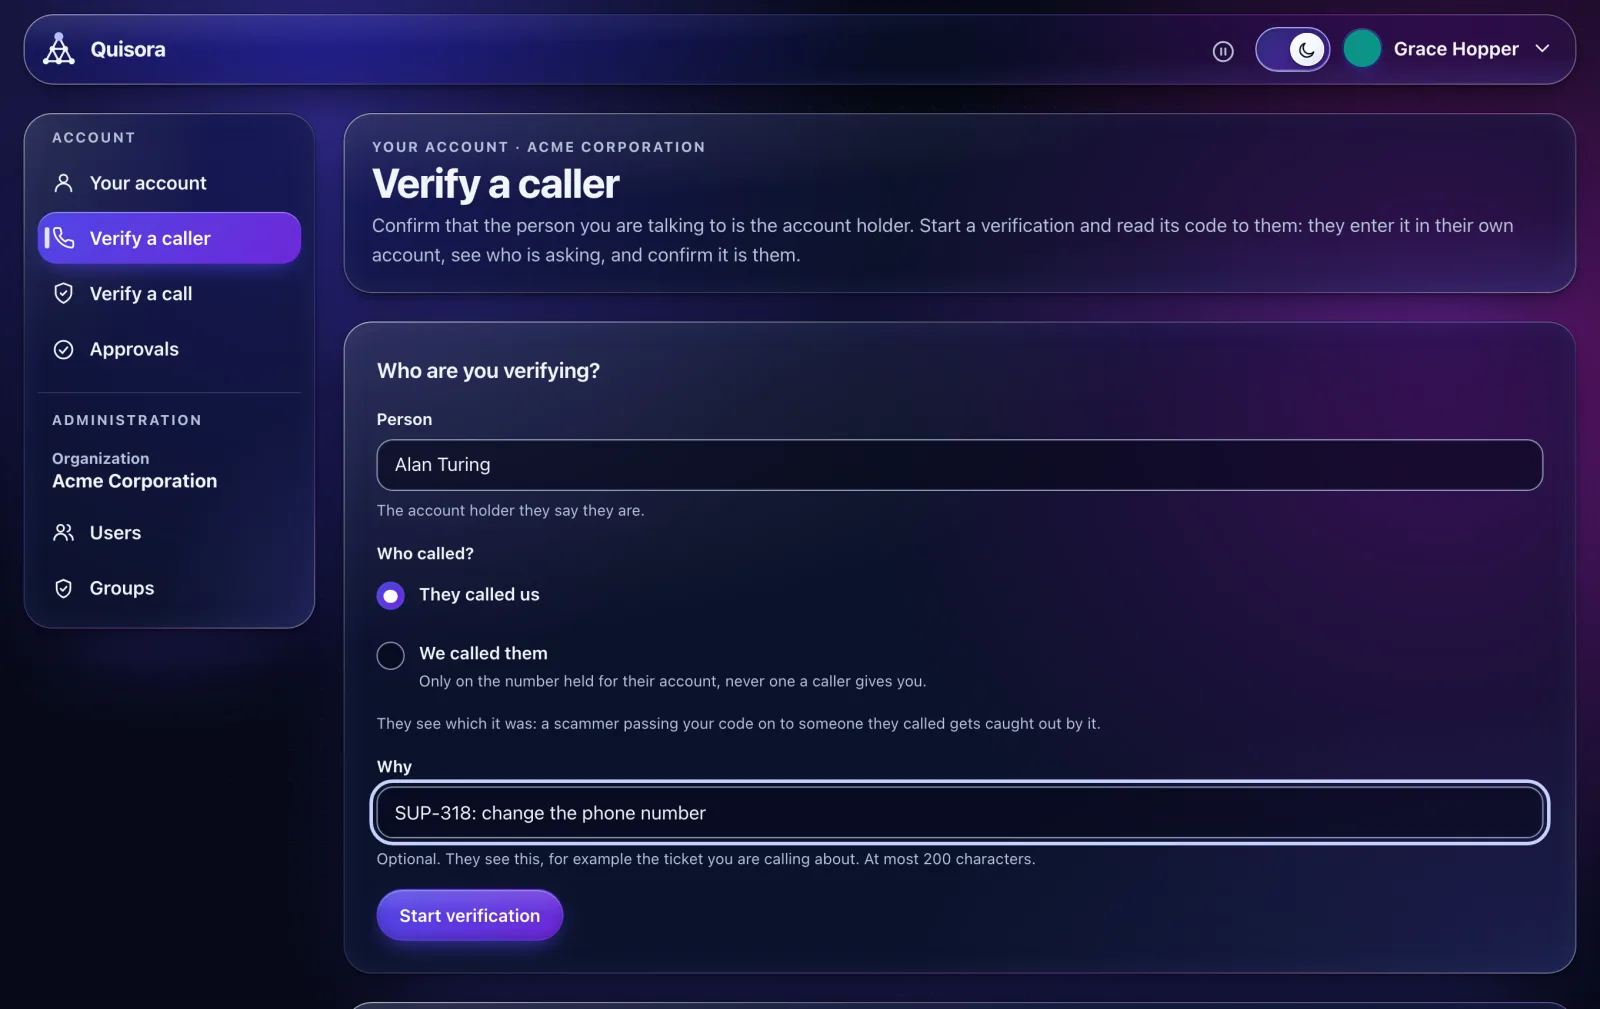 Quisora
Grace Hopper
ACCOUNT
Your account
Verify a caller
Verify a call
Approvals
ADMINISTRATION
Organization
Acme Corporation
Users
Groups
YOUR ACCOUNT · ACME CORPORATION
Verify a caller
Confirm that the person you are talking to is the account holder. Start a verification and read its code to them: they enter it in their own
account, see who is asking, and confirm it is them.
Who are you verifying?
Person
Alan Turing
The account holder they say they are.
Who called?
They called us
We called them
Only on the number held for their account, never one a caller gives you.
They see which it was: a scammer passing your code on to someone they called gets caught out by it.
Why
SUP-318: change the phone number
Optional. They see this, for example the ticket you are calling about. At most 200 characters.
Start verification